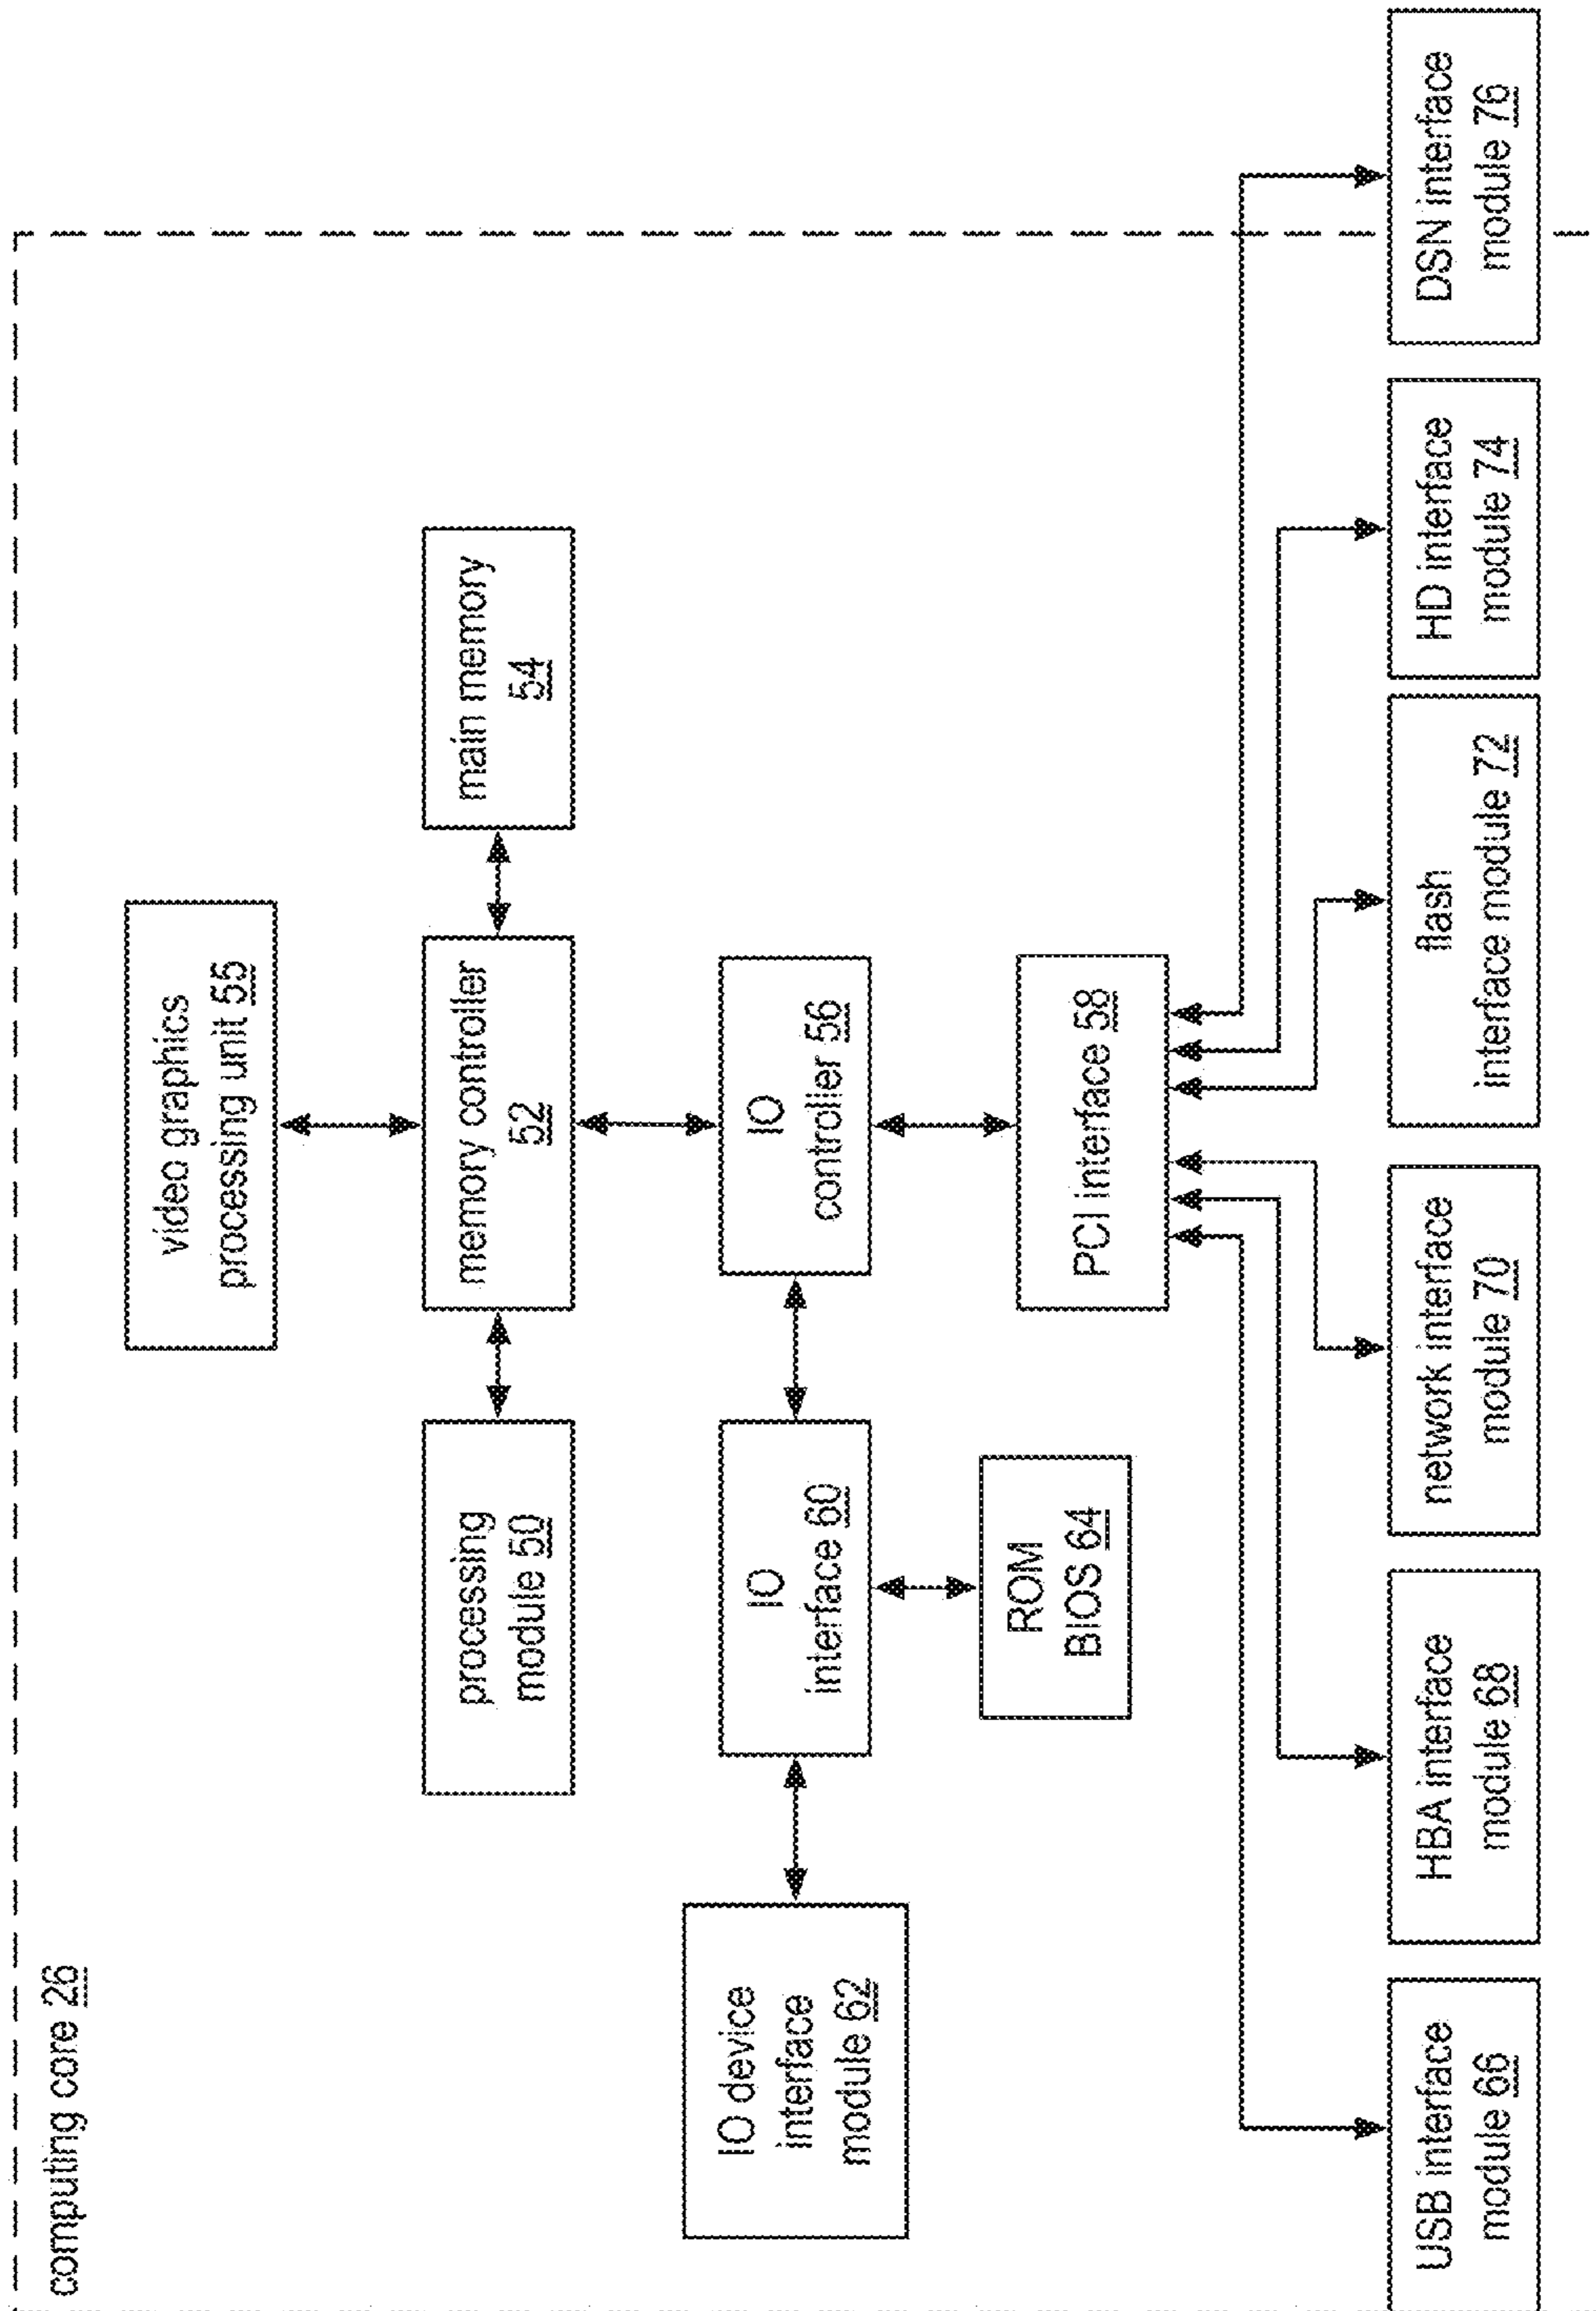 computing core 26
video graphics
processing unit 55
processing
module 50
memory controller
52
main memory
54
IO device
interface
module 62
IO
interface 60
IO
controller 56
ROM
BIOS 64
PCI interface 58
USB interface
module 66
HBA interface
module 68
network interface
module 70
flash
interface module 72
HD interface
module 74
DSN interface
module 76